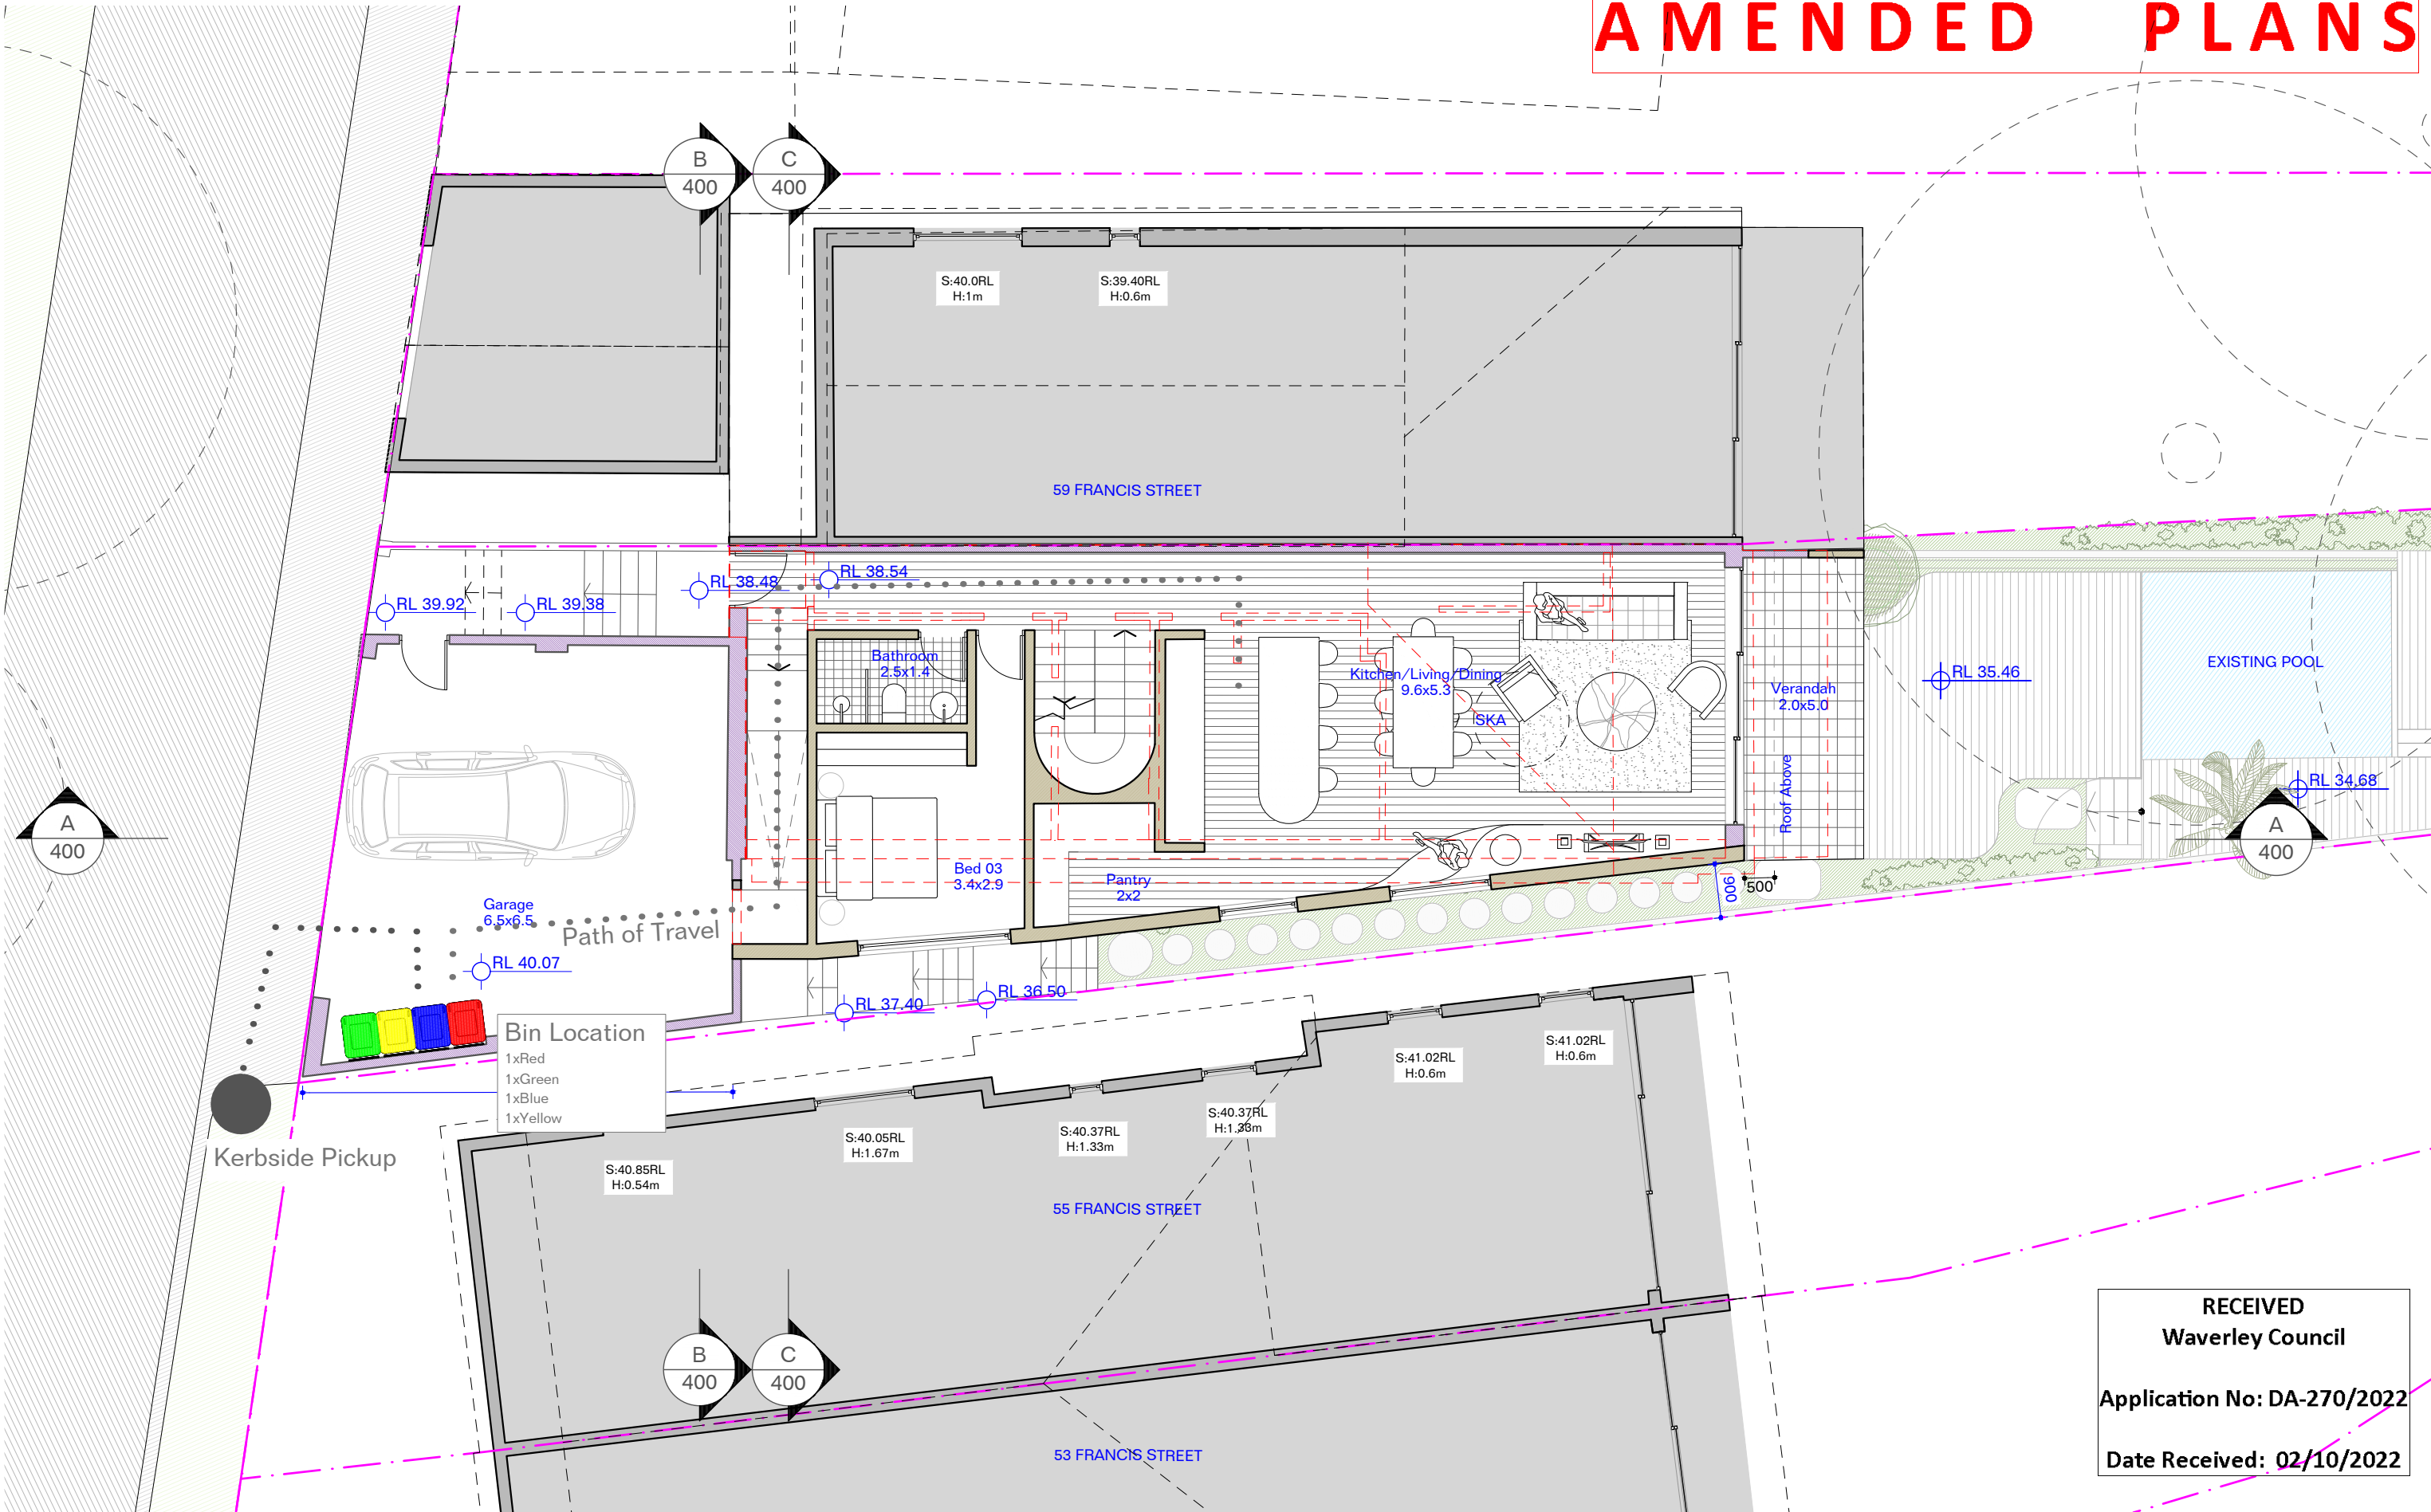 AMENDED PLANS
B
400
C
400
S:40.0RL
H:1m
S:39.40RL
H:0.6m
59 FRANCIS STREET
RL 38.48
RL 38.54
RL 39.92
RL 39.38
Bathroom
2.5x1.4
Kitchen/Living/Dining
9.6x5.3
SKA
Verandah
2.0x5.0
Roof Above
RL 35.46
EXISTING POOL
RL 34.68
A
400
A
400
Bed 03
3.4x2.9
Pantry
2x2
Garage
6.5x6.5
Path of Travel
900
500
RL 40.07
RL 37.40
RL 36.50
Bin Location
1xRed
1xGreen
1xBlue
1xYellow
Kerbside Pickup
S:40.85RL
H:0.54m
S:40.05RL
H:1.67m
S:40.37RL
H:1.33m
S:40.37RL
H:1.33m
S:41.02RL
H:0.6m
S:41.02RL
H:0.6m
55 FRANCIS STREET
B
400
C
400
53 FRANCIS STREET
RECEIVED
Waverley Council
Application No: DA-270/2022
Date Received: 02/10/2022